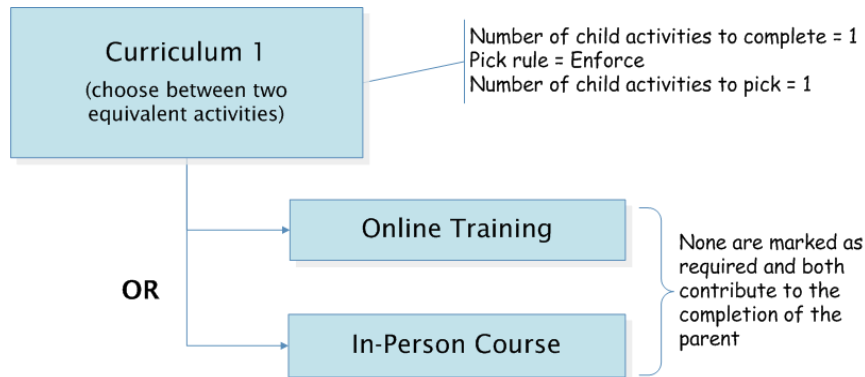 Curriculum 1
(choose between two
equivalent activities)
Number of child activities to complete = 1
Pick rule = Enforce
Number of child activities to pick = 1
Online Training
OR
In-Person Course
None are marked as
required and both
contribute to the
completion of the
parent